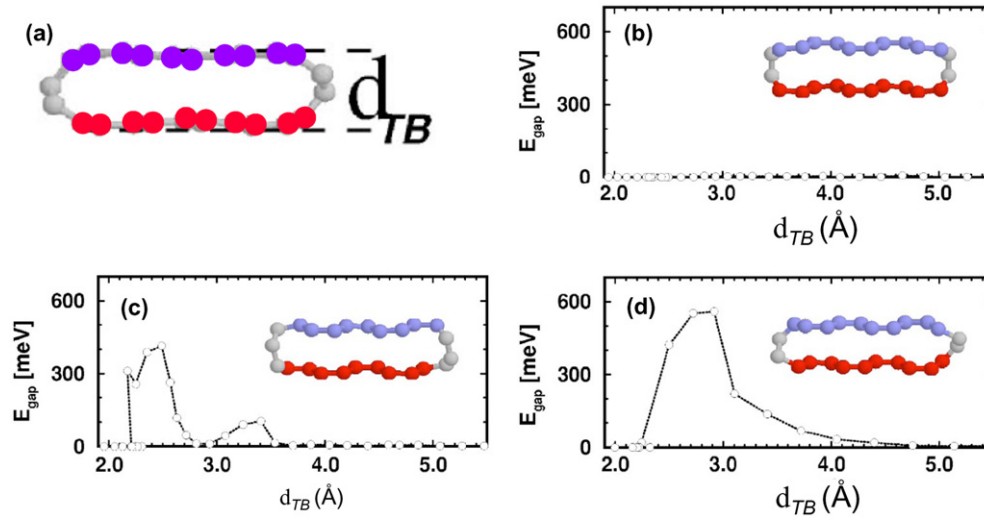 (a)
d_TB
(b)
E_gap [meV]
600
300
0
2.0 3.0 4.0 5.0
d_TB (Å)
(c)
E_gap [meV]
600
300
0
2.0 3.0 4.0 5.0
d_TB (Å)
(d)
E_gap [meV]
600
300
0
2.0 3.0 4.0 5.0
d_TB (Å)